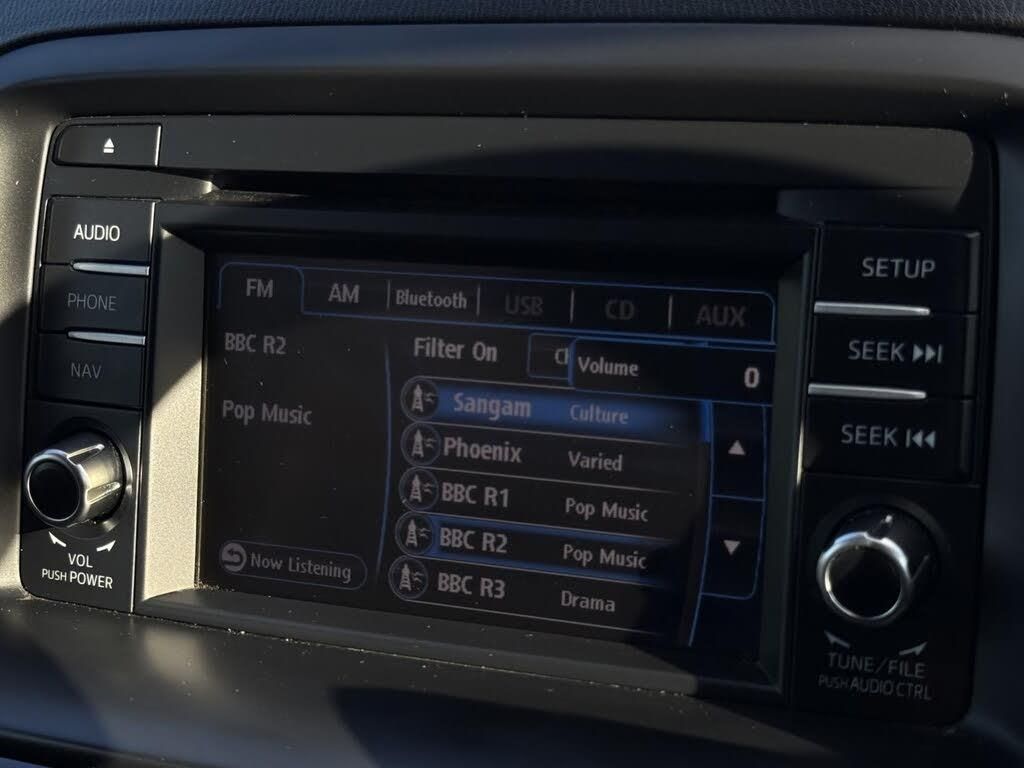 AUDIO
PHONE
NAV
VOL
PUSH POWER
FM AM Bluetooth USB CD AUX
BBC R2
Pop Music
Now Listening
Filter On
Volume 0
Sangam Culture
Phoenix Varied
BBC R1 Pop Music
BBC R2 Pop Music
BBC R3 Drama
SETUP
SEEK
SEEK
TUNE/FILE
PUSH AUDIO CTRL